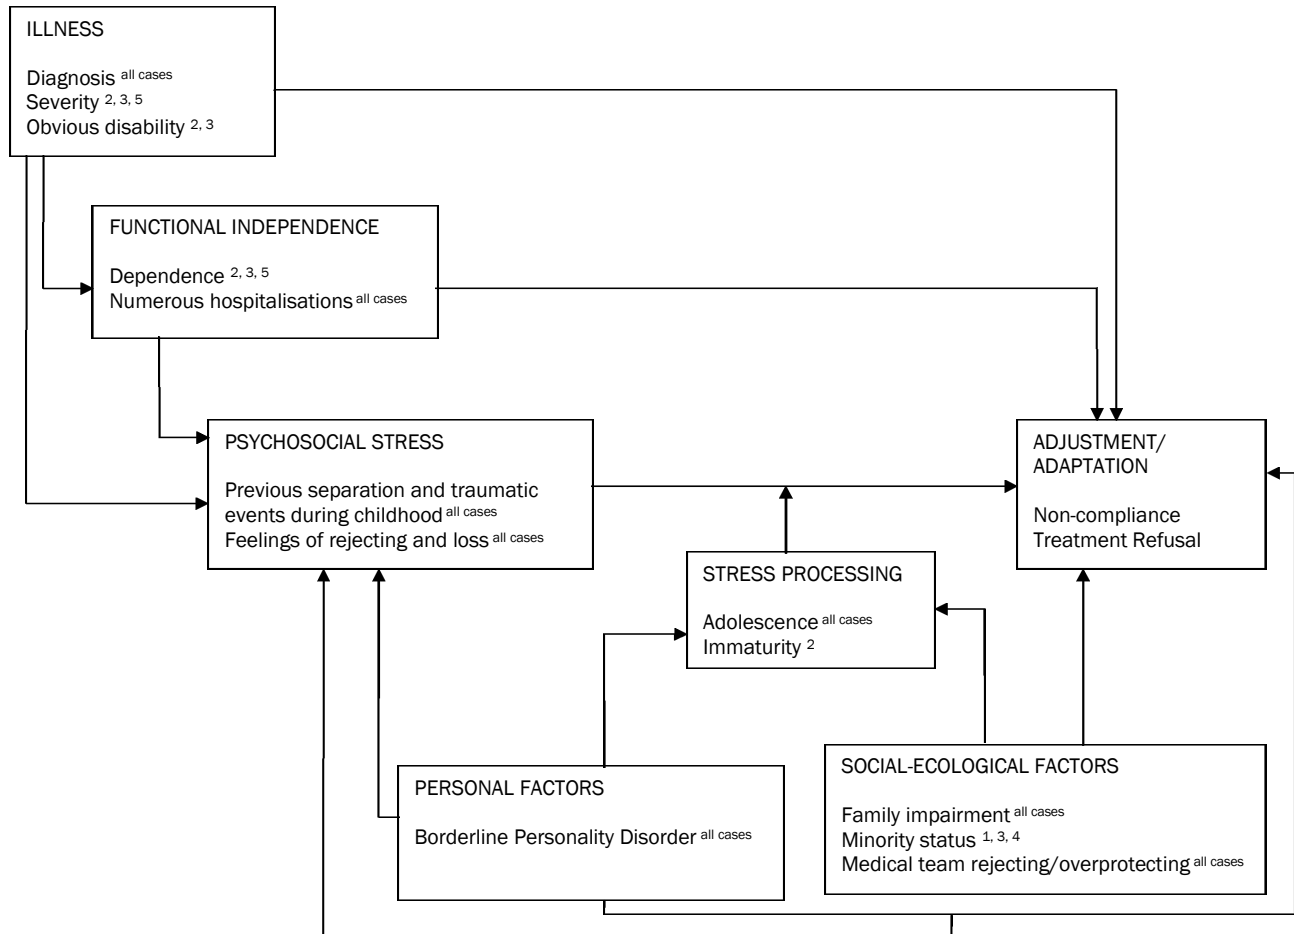 ILLNESS
Diagnosis all cases
Severity 2, 3, 5
Obvious disability 2, 3
FUNCTIONAL INDEPENDENCE
Dependence 2, 3, 5
Numerous hospitalisations all cases
PSYCHOSOCIAL STRESS
Previous separation and traumatic
events during childhood all cases
Feelings of rejecting and loss all cases
ADJUSTMENT/
ADAPTATION
Non-compliance
Treatment Refusal
STRESS PROCESSING
Adolescence all cases
Immaturity 2
PERSONAL FACTORS
Borderline Personality Disorder all cases
SOCIAL-ECOLOGICAL FACTORS
Family impairment all cases
Minority status 1, 3, 4
Medical team rejecting/overprotecting all cases